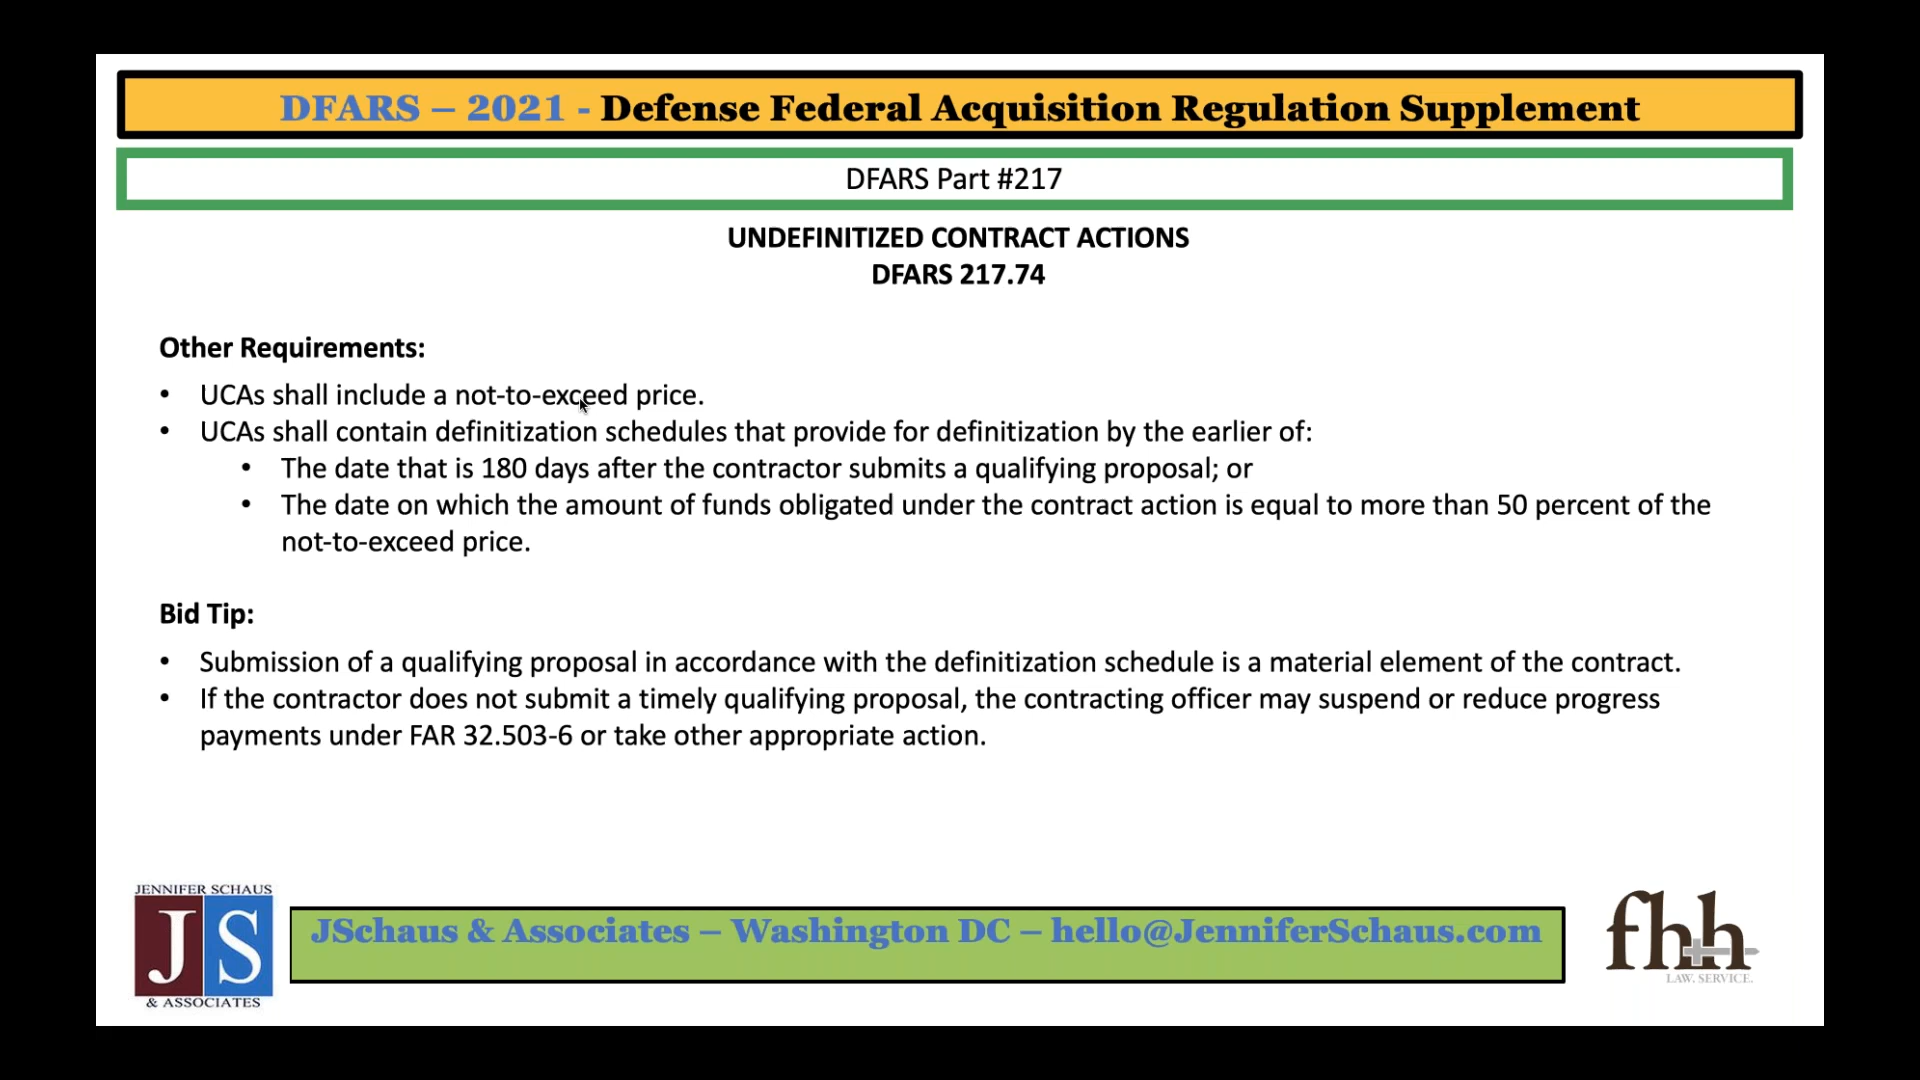 DFARS – 2021 - Defense Federal Acquisition Regulation Supplement
DFARS Part #217
UNDEFINITIZED CONTRACT ACTIONS
DFARS 217.74
Other Requirements:
• UCAs shall include a not-to-exceed price.
• UCAs shall contain definitization schedules that provide for definitization by the earlier of:
• The date that is 180 days after the contractor submits a qualifying proposal; or
• The date on which the amount of funds obligated under the contract action is equal to more than 50 percent of the
not-to-exceed price.
Bid Tip:
• Submission of a qualifying proposal in accordance with the definitization schedule is a material element of the contract.
• If the contractor does not submit a timely qualifying proposal, the contracting officer may suspend or reduce progress
payments under FAR 32.503-6 or take other appropriate action.
JENNIFER SCHAUS
JS
& ASSOCIATES
JSchaus & Associates – Washington DC – hello@JenniferSchaus.com
fhh
LAW. SERVICE.